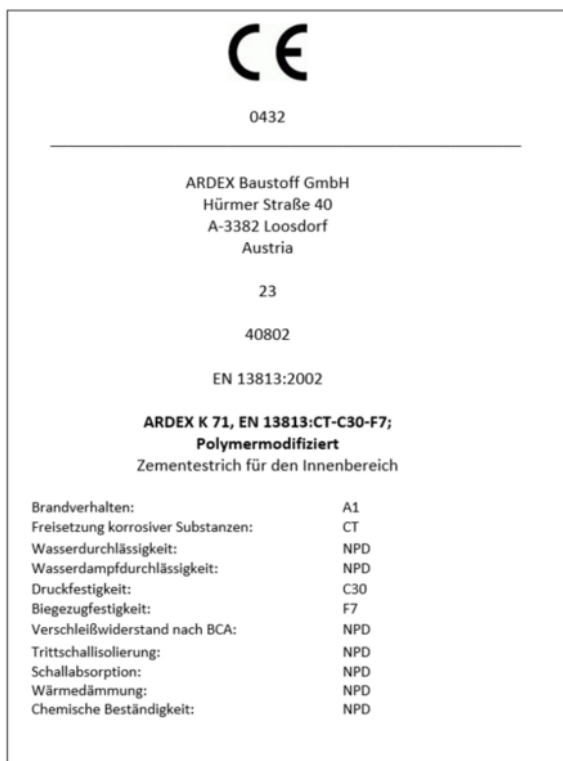 CE
0432
ARDEX Baustoff GmbH
Hürmer Straße 40
A-3382 Loosdorf
Austria
23
40802
EN 13813:2002
ARDEX K 71, EN 13813:CT-C30-F7;
Polymermodifiziert
Zementestrich für den Innenbereich
Brandverhalten: A1
Freisetzung korrosiver Substanzen: CT
Wasserdurchlässigkeit: NPD
Wasserdampfdurchlässigkeit: NPD
Druckfestigkeit: C30
Biegezugfestigkeit: F7
Verschleißwiderstand nach BCA: NPD
Trittschallisolierung: NPD
Schallabsorption: NPD
Wärmedämmung: NPD
Chemische Beständigkeit: NPD